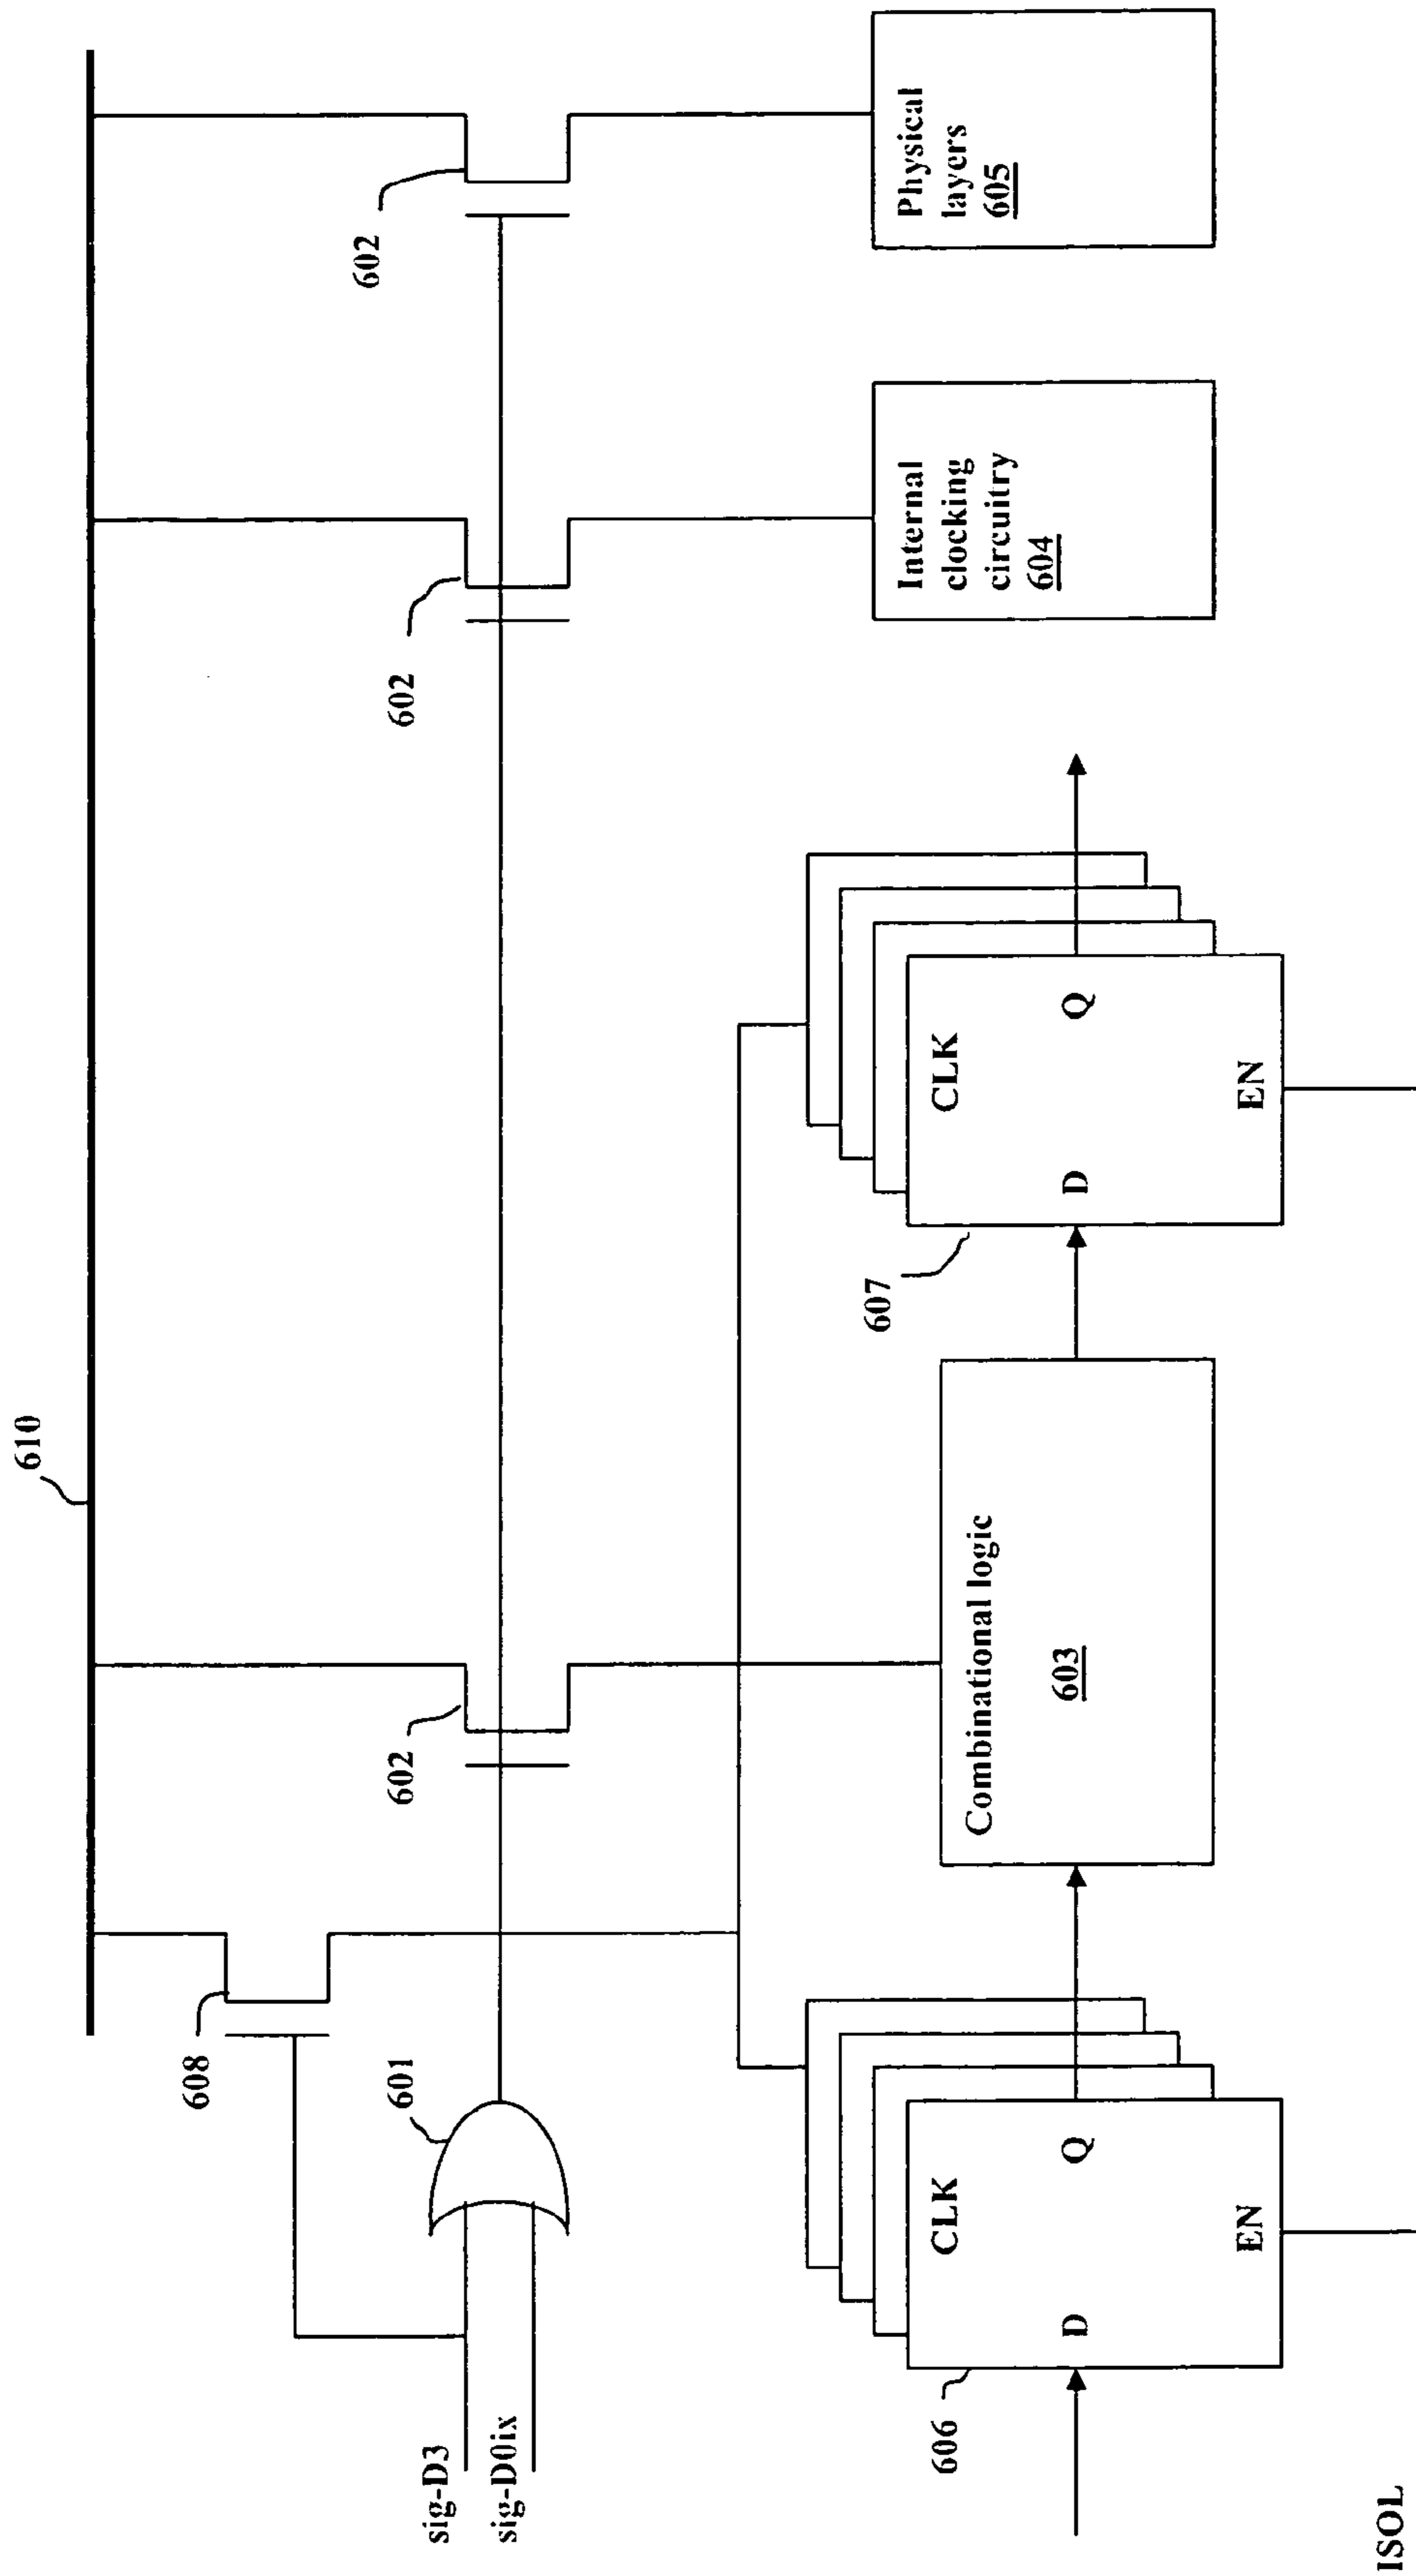 610
608
602
602
602
601
sig-D3
sig-D0ix
606
D
CLK
Q
EN
Combinational logic
603
607
D
CLK
Q
EN
Internal
clocking
circuitry
604
Physical
layers
605
ISOL